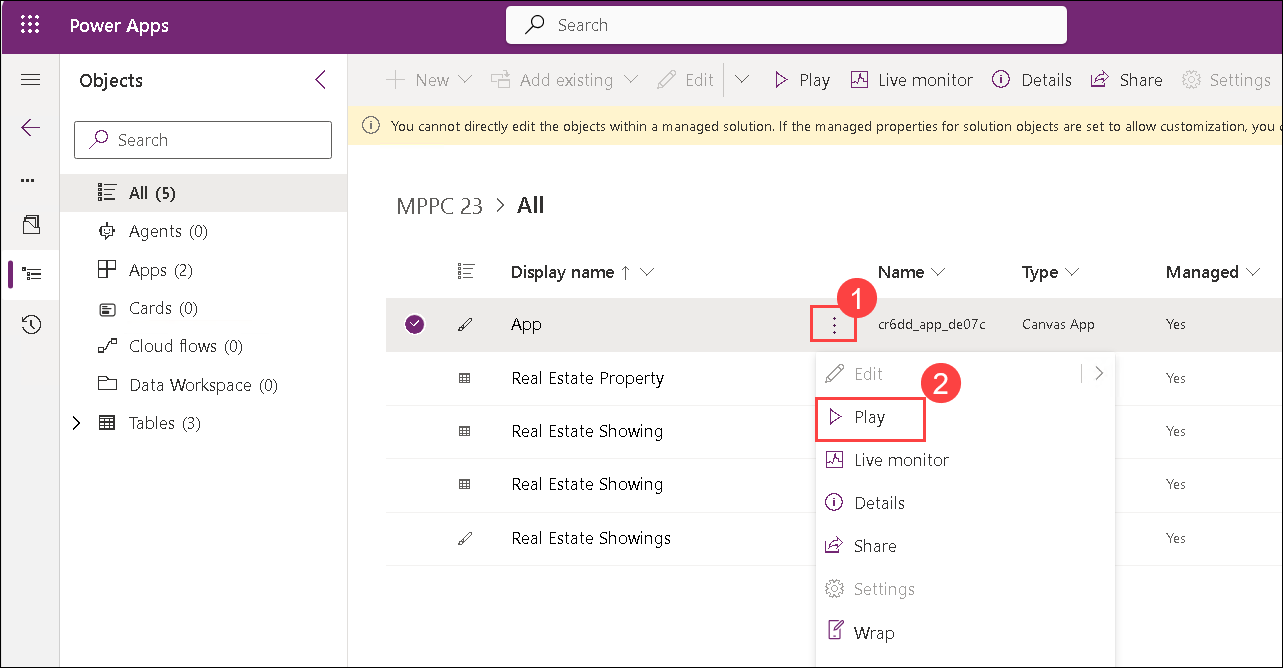 Power Apps
Search
Objects
New
Add existing
Edit
Play
Live monitor
Details
Share
Settings
Search
You cannot directly edit the objects within a managed solution. If the managed properties for solution objects are set to allow customization, you c
All (5)
Agents (0)
Apps (2)
Cards (0)
Cloud flows (0)
Data Workspace (0)
Tables (3)
MPPC 23 > All
Display name ↑
Name
Type
Managed
1
App
cr6dd_app_de07c
Canvas App
Yes
Real Estate Property
Yes
Real Estate Showing
Yes
Real Estate Showing
Yes
Real Estate Showings
Yes
Edit
2
Play
Live monitor
Details
Share
Settings
Wrap